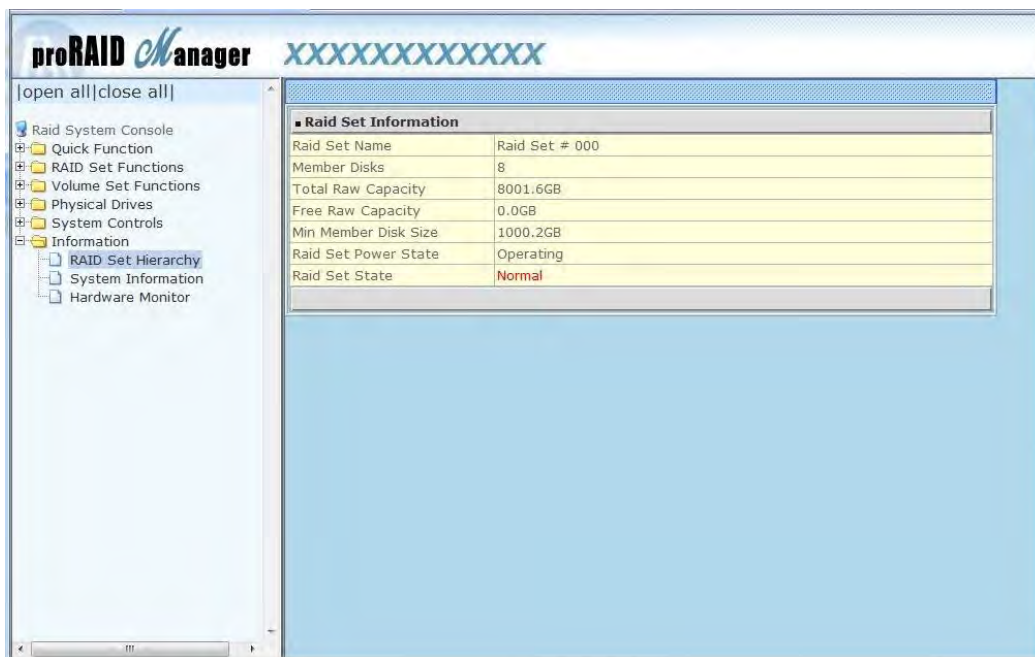 proRAID Manager XXXXXXXXXXXX
|open all|close all|
Raid System Console
Quick Function
RAID Set Functions
Volume Set Functions
Physical Drives
System Controls
Information
RAID Set Hierarchy
System Information
Hardware Monitor
Raid Set Information
Raid Set Name Raid Set # 000
Member Disks 8
Total Raw Capacity 8001.6GB
Free Raw Capacity 0.0GB
Min Member Disk Size 1000.2GB
Raid Set Power State Operating
Raid Set State Normal